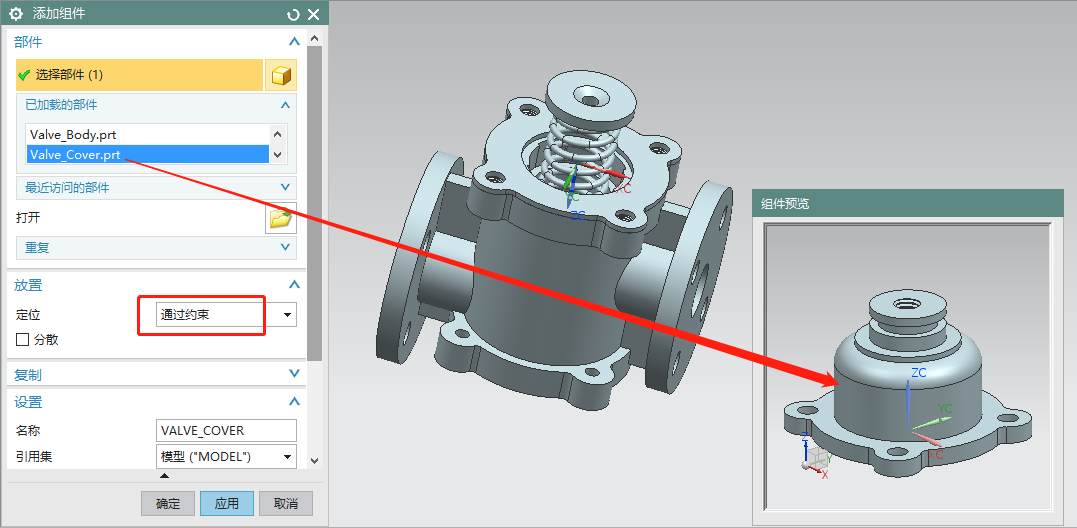 添加组件
部件
选择部件 (1)
已加载的部件
Valve_Body.prt
Valve_Cover.prt
最近访问的部件
打开
重复
放置
定位
通过约束
分散
复制
设置
名称
VALVE_COVER
引用集
模型 ("MODEL")
确定
应用
取消
XC
ZC
组件预览
ZC
YC
XC
Z
Y
X